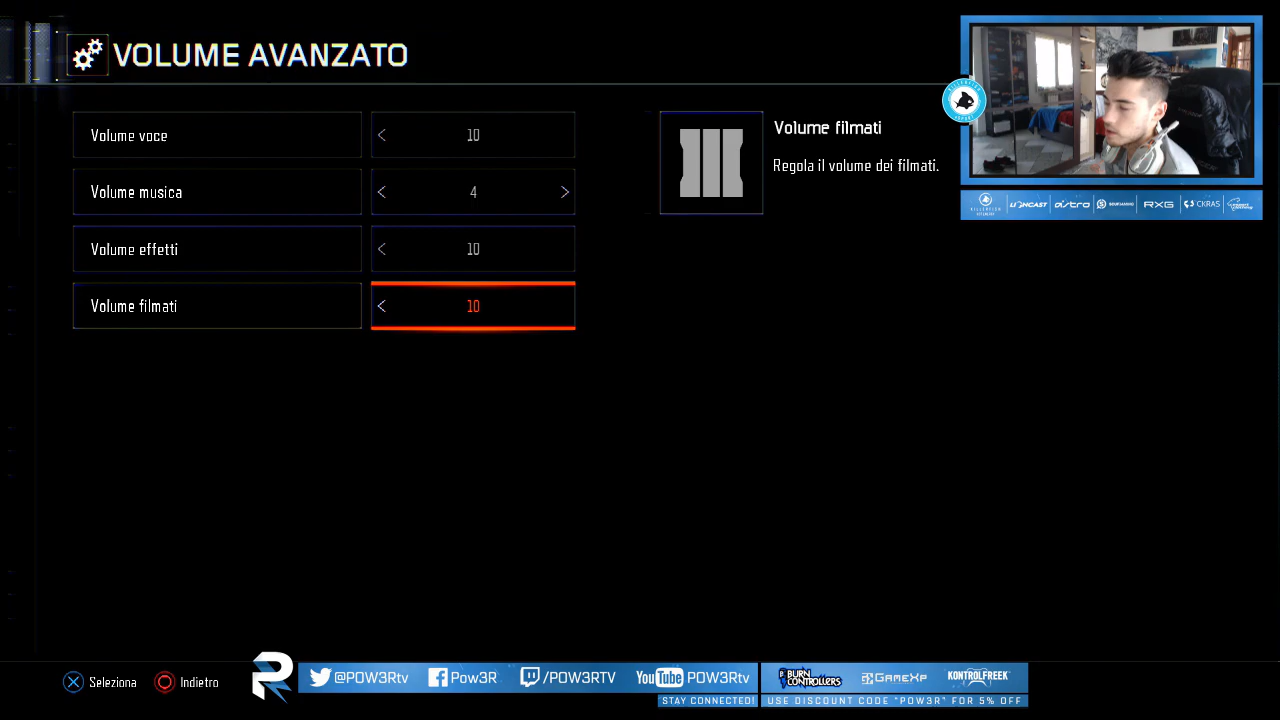 VOLUME AVANZATO
Volume voce
< 10
Volume musica
< 4 >
Volume effetti
< 10
Volume filmati
< 10
Volume filmati
Regola il volume dei filmati.
LIONCAST
astro
RXG
CKRAS
Seleziona
Indietro
@POW3Rtv
Pow3R
/POW3RTV
YouTube POW3Rtv
BURN CONTROLLERS
GAMEXP
KONTROLFREEK
STAY CONNECTED!
USE DISCOUNT CODE "POW3R" FOR 5% OFF